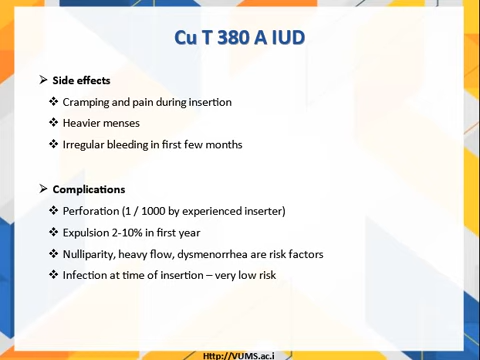 Cu T 380 A IUD
➢ Side effects
❖ Cramping and pain during insertion
❖ Heavier menses
❖ Irregular bleeding in first few months
➢ Complications
❖ Perforation (1 / 1000 by experienced inserter)
❖ Expulsion 2-10% in first year
❖ Nulliparity, heavy flow, dysmenorrhea are risk factors
❖ Infection at time of insertion – very low risk
Http://VUMS.ac.i